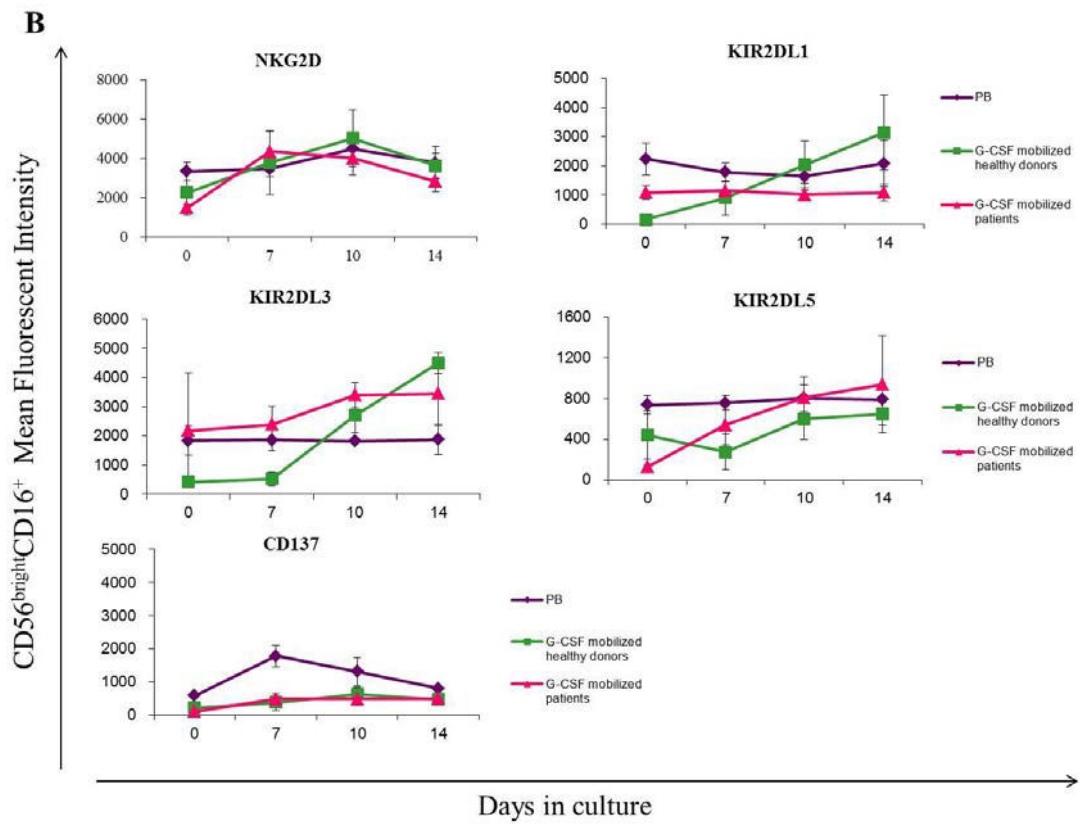 B
CD56brightCD16+ Mean Fluorescent Intensity
NKG2D
8000
6000
4000
2000
0
0 7 10 14
KIR2DL1
5000
4000
3000
2000
1000
0
0 7 10 14
PB
G-CSF mobilized
healthy donors
G-CSF mobilized
patients
KIR2DL3
6000
5000
4000
3000
2000
1000
0
0 7 10 14
KIR2DL5
1600
1200
800
400
0
0 7 10 14
PB
G-CSF mobilized
healthy donors
G-CSF mobilized
patients
CD137
5000
4000
3000
2000
1000
0
0 7 10 14
PB
G-CSF mobilized
healthy donors
G-CSF mobilized
patients
Days in culture